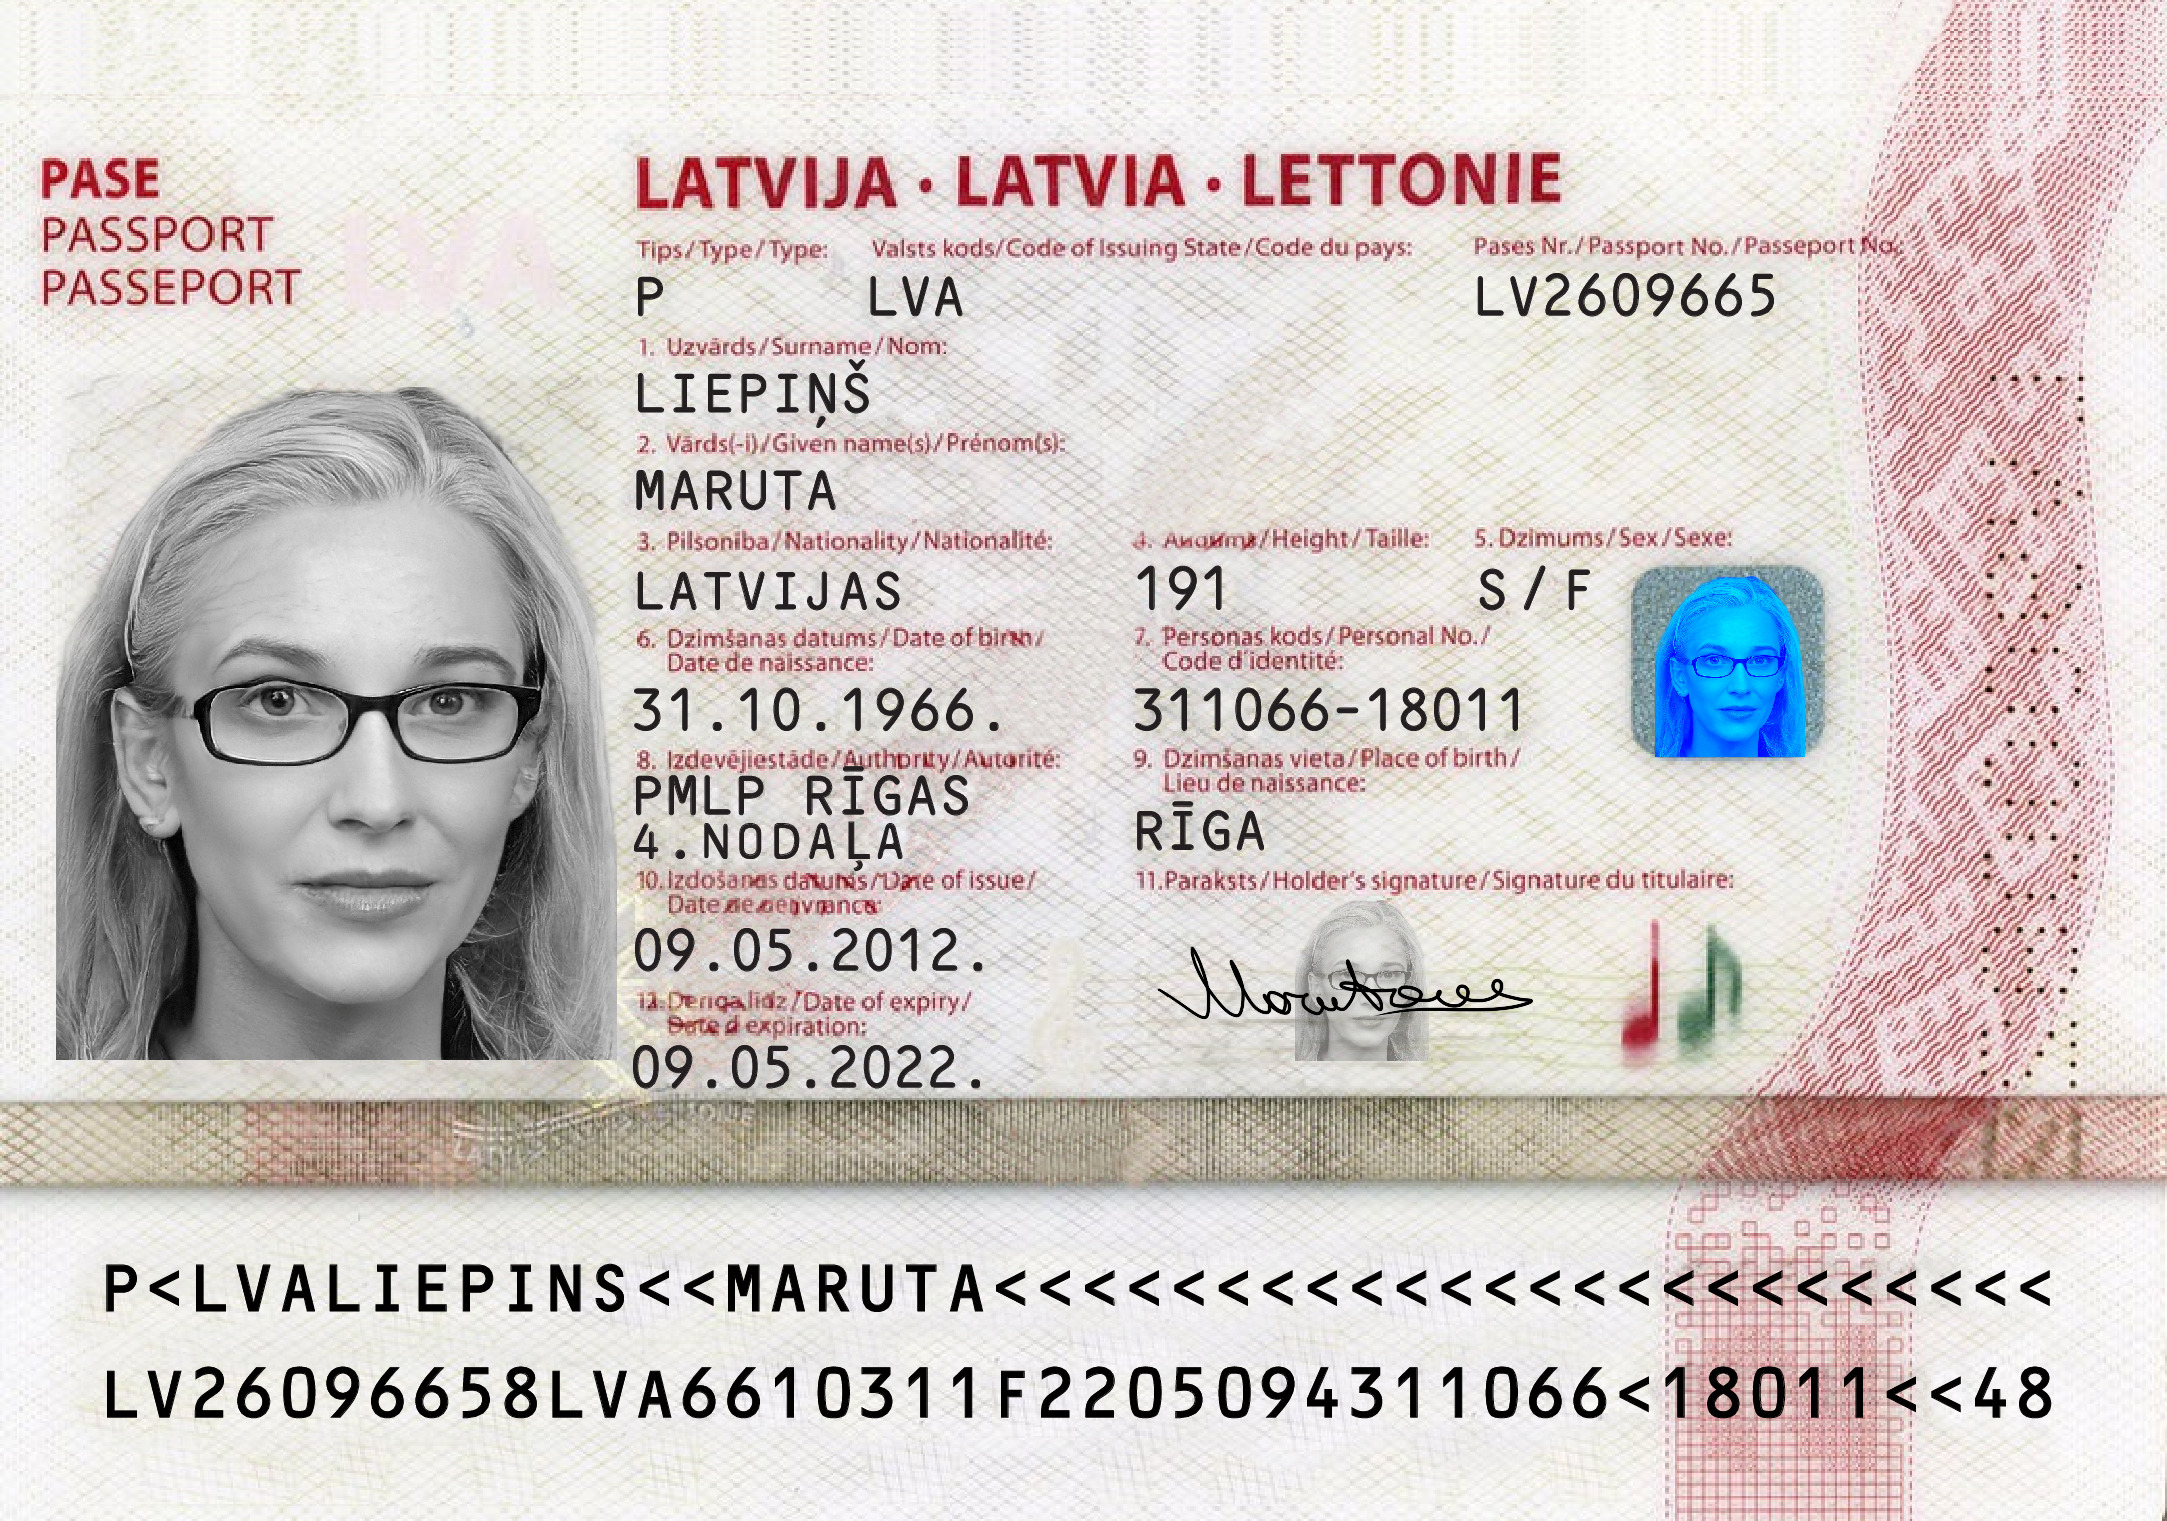 PASE
PASSPORT
PASSEPORT
LVA
LATVIJA · LATVIA · LETTONIE
Tips/Type/Type: Valsts kods/Code of Issuing State/Code du pays: Pases Nr./Passport No./Passeport No.:
P LVA LV2609665
1. Uzvārds/Surname/Nom:
LIEPIŅŠ
2. Vārds(-i)/Given name(s)/Prénom(s):
MARUTA
3. Pilsonība/Nationality/Nationalité: 4. Augums/Height/Taille: 5. Dzimums/Sex/Sexe:
LATVIJAS 191 S/F
6. Dzimšanas datums/Date of birth/ 7. Personas kods/Personal No./
Date de naissance: Code d'identité:
31.10.1966. 311066-18011
8. Izdevējiestāde/Authority/Autorité: 9. Dzimšanas vieta/Place of birth/
Lieu de naissance:
PMLP RĪGAS
4.NODAĻA
RĪGA
10. Izdošanas datums/Date of issue/ 11. Paraksts/Holder's signature/Signature du titulaire:
Date de
09.05.2012.
12. Derīga līdz/Date of expiry/
Date d'expiration:
09.05.2022.
P<LVALIEPINS<<MARUTA<<<<<<<<<<<<<<<<<<<<<<<<
LV26096658LVA6610311F2205094311066<18011<<48